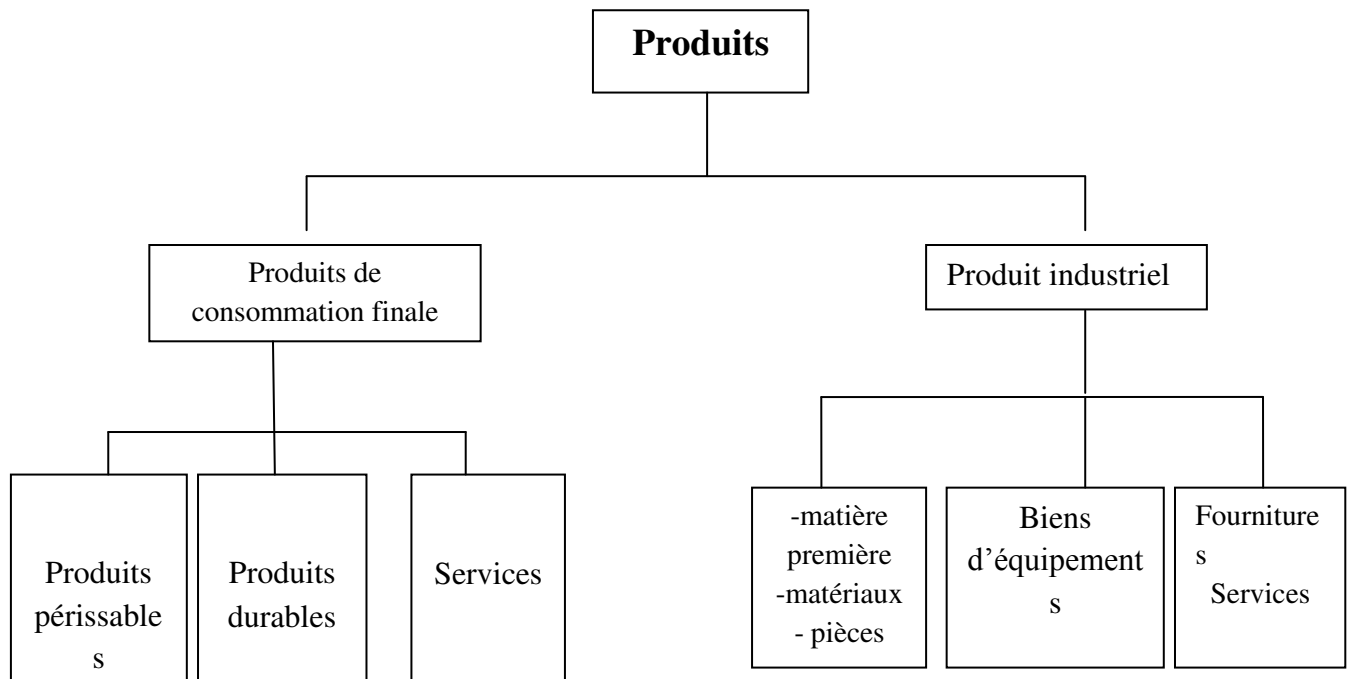 Produits
Produits de
consommation finale
Produit industriel
Produits
périssable
s
Produits
durables
Services
-matière
première
-matériaux
- pièces
Biens
d’équipement
s
Fourniture
s
Services